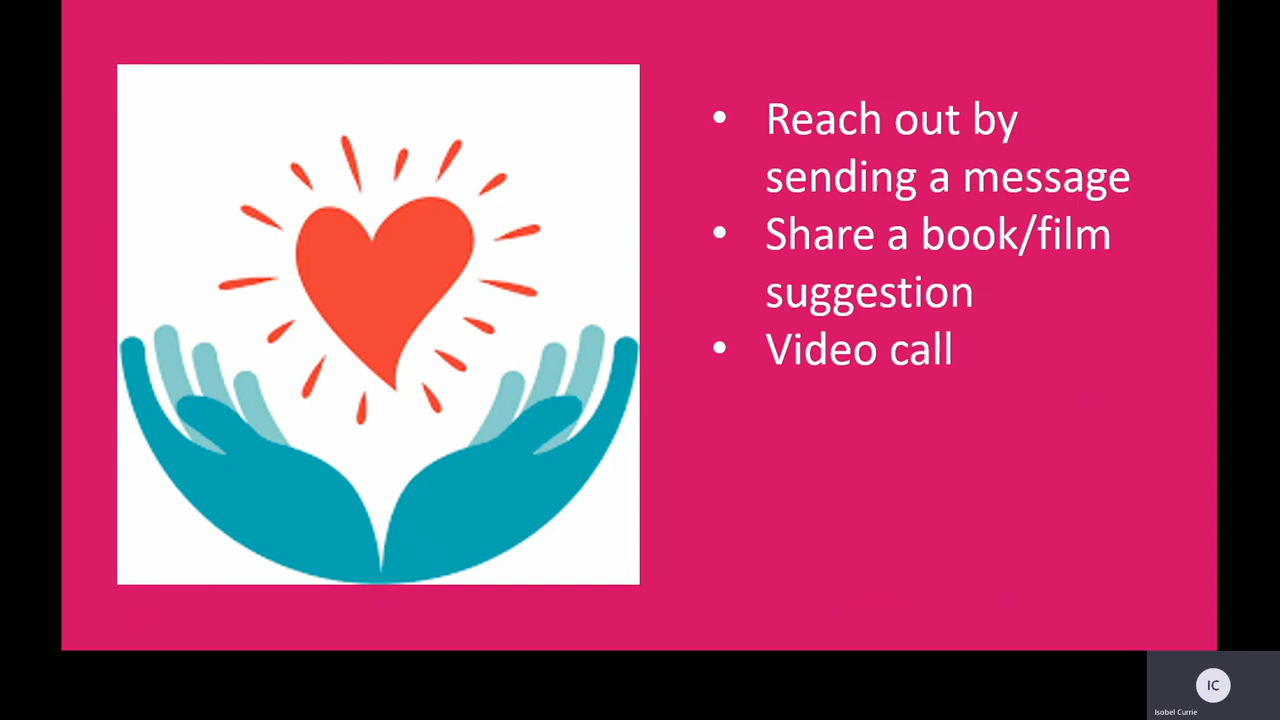 • Reach out by
sending a message
• Share a book/film
suggestion
• Video call
IC
Isobel Currie